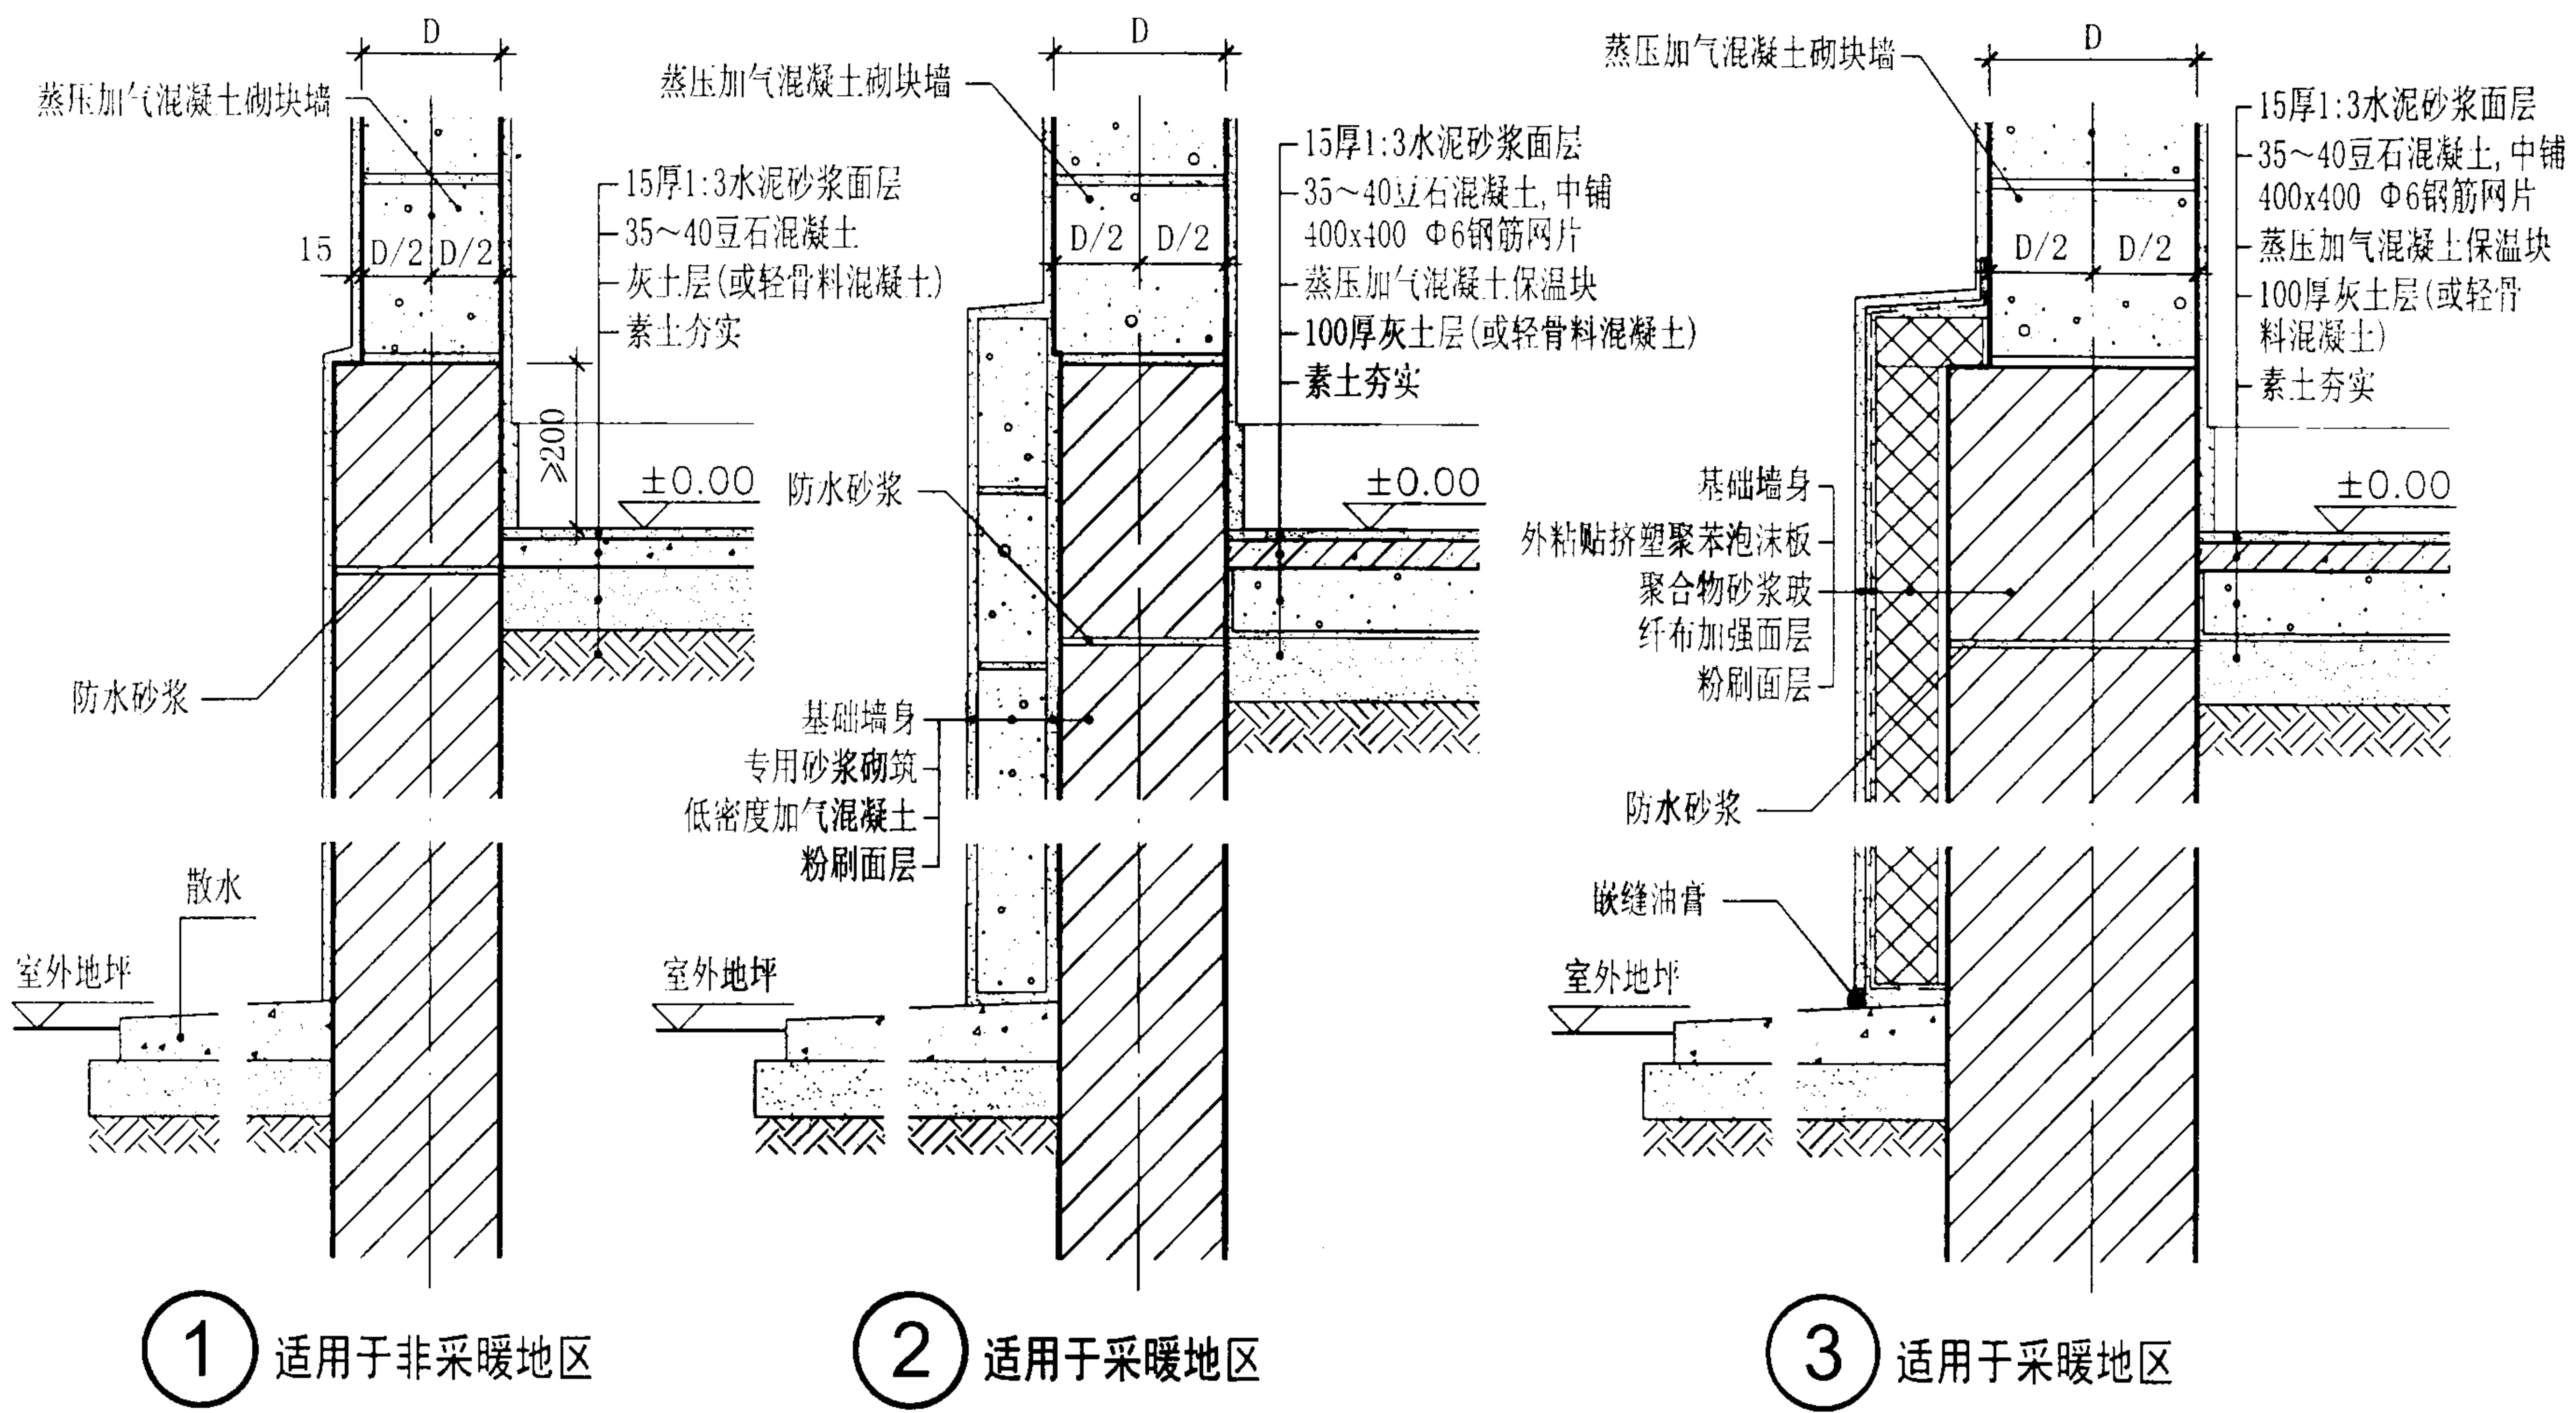 D
蒸压加气混凝土砌块墙
15厚1:3水泥砂浆面层
35~40豆石混凝土
灰土层(或轻骨料混凝土)
素土夯实
15
D/2
D/2
≥200
±0.00
防水砂浆
散水
室外地坪
1 适用于非采暖地区
D
蒸压加气混凝土砌块墙
15厚1:3水泥砂浆面层
35~40豆石混凝土,中铺
400x400 Φ6钢筋网片
蒸压加气混凝土保温块
100厚灰土层(或轻骨料混凝土)
素土夯实
D/2
D/2
±0.00
防水砂浆
基础墙身
专用砂浆砌筑
低密度加气混凝土
粉刷面层
室外地坪
2 适用于采暖地区
D
蒸压加气混凝土砌块墙
15厚1:3水泥砂浆面层
35~40豆石混凝土,中铺
400x400 Φ6钢筋网片
蒸压加气混凝土保温块
100厚灰土层(或轻骨
料混凝土)
素土夯实
D/2
D/2
±0.00
基础墙身
外粘贴挤塑聚苯泡沫板
聚合物砂浆玻
纤布加强面层
粉刷面层
防水砂浆
嵌缝油膏
室外地坪
3 适用于采暖地区